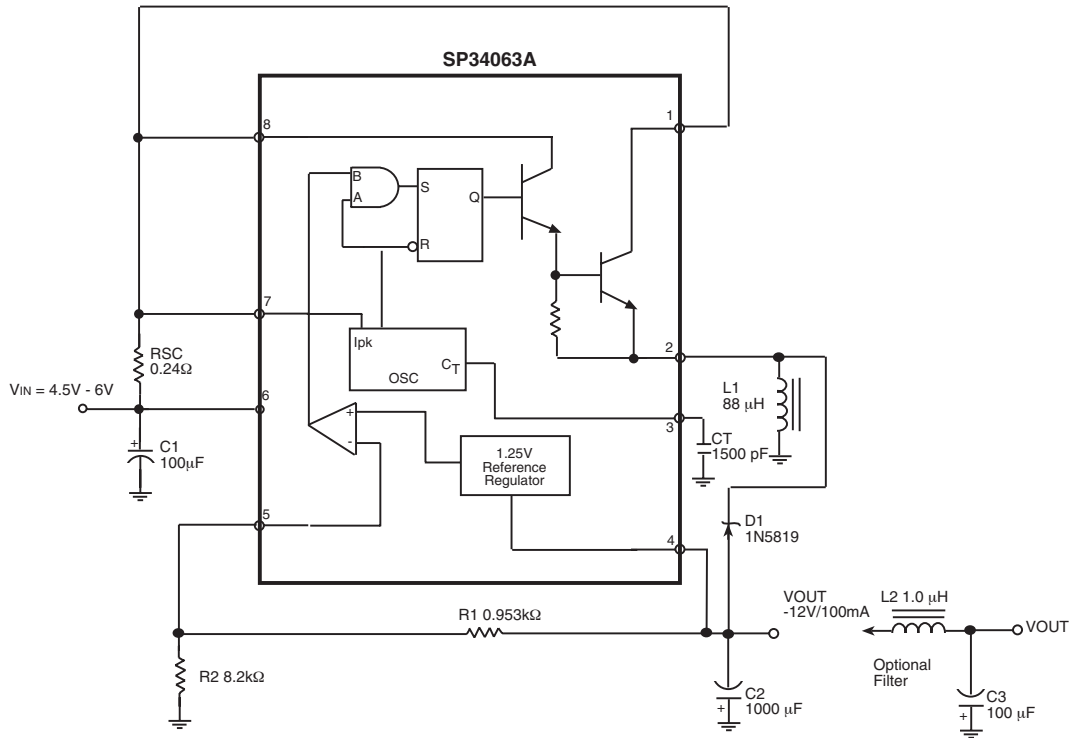 SP34063A
8
1
B
A
S
Q
R
7
Ipk
OSC
CT
2
RSC
0.24Ω
VIN = 4.5V - 6V
6
3
L1
88 μH
CT
1500 pF
+
C1
100μF
+
-
1.25V
Reference
Regulator
5
4
D1
1N5819
R1 0.953kΩ
VOUT
-12V/100mA
L2 1.0 μH
VOUT
R2 8.2kΩ
Optional
Filter
C2
1000 μF
+
C3
100 μF
+